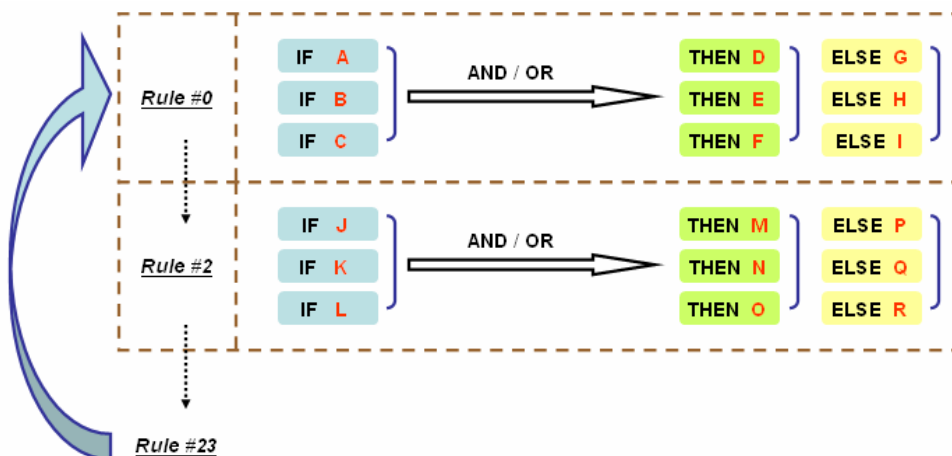 IF A
THEN D
ELSE G
AND / OR
Rule #0
IF B
THEN E
ELSE H
IF C
THEN F
ELSE I
IF J
THEN M
ELSE P
AND / OR
Rule #2
IF K
THEN N
ELSE Q
IF L
THEN O
ELSE R
Rule #23